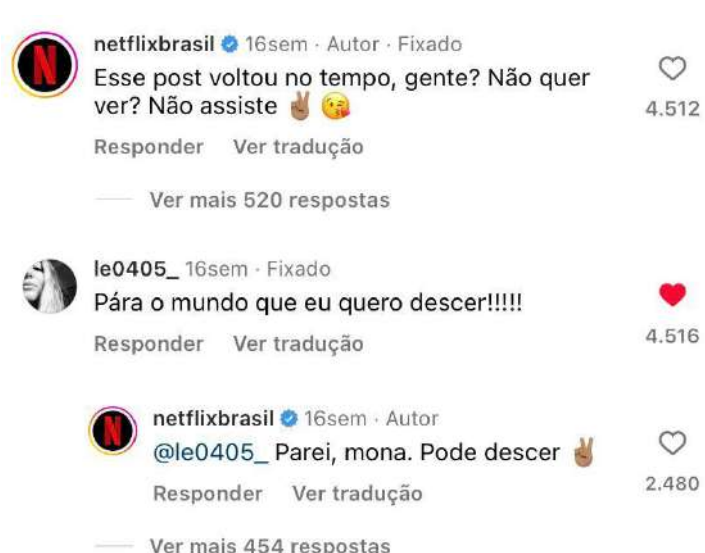 netflixbrasil 16sem · Autor · Fixado
Esse post voltou no tempo, gente? Não quer
ver? Não assiste ✌🏽 😘
4.512
Responder Ver tradução
Ver mais 520 respostas
le0405_ 16sem · Fixado
Pára o mundo que eu quero descer!!!!!
4.516
Responder Ver tradução
netflixbrasil 16sem · Autor
@le0405_ Parei, mona. Pode descer ✌🏽
2.480
Responder Ver tradução
Ver mais 454 respostas